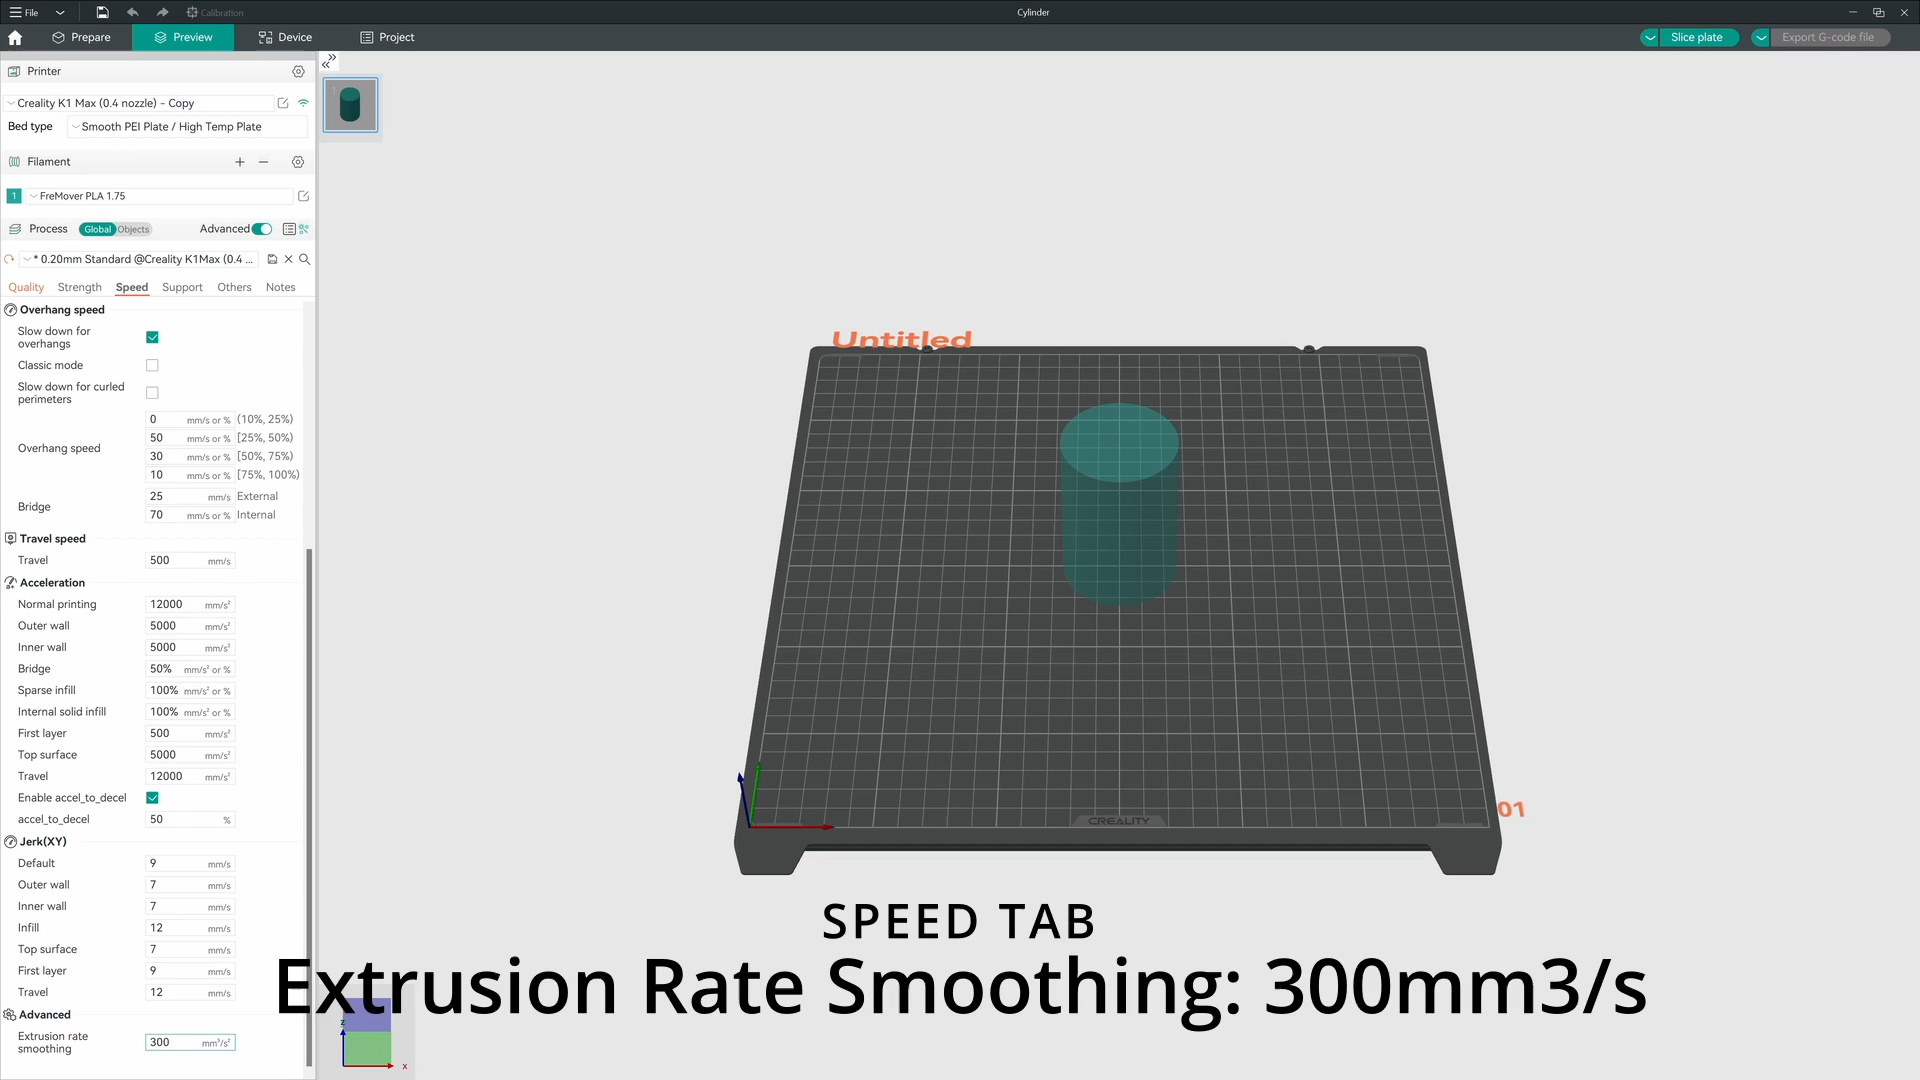 File
Calibration
Cylinder
Prepare
Preview
Device
Project
Slice plate
Export G-code file
Printer
Creality K1 Max (0.4 nozzle) - Copy
Bed type
Smooth PEI Plate / High Temp Plate
Filament
1
FreMover PLA 1.75
Process
Global
Objects
Advanced
* 0.20mm Standard @Creality K1Max (0.4 ...
Quality
Strength
Speed
Support
Others
Notes
Overhang speed
Slow down for
overhangs
Classic mode
Slow down for curled
perimeters
Overhang speed
0 mm/s or % (10%, 25%)
50 mm/s or % [25%, 50%)
30 mm/s or % [50%, 75%)
10 mm/s or % [75%, 100%)
Bridge
25 mm/s External
70 mm/s or % Internal
Travel speed
Travel 500 mm/s
Acceleration
Normal printing 12000 mm/s²
Outer wall 5000 mm/s²
Inner wall 5000 mm/s²
Bridge 50% mm/s² or %
Sparse infill 100% mm/s² or %
Internal solid infill 100% mm/s² or %
First layer 500 mm/s²
Top surface 5000 mm/s²
Travel 12000 mm/s²
Enable accel_to_decel
accel_to_decel 50 %
Jerk(XY)
Default 9 mm/s
Outer wall 7 mm/s
Inner wall 7 mm/s
Infill 12 mm/s
Top surface 7 mm/s
First layer 9 mm/s
Travel 12 mm/s
Advanced
Extrusion rate
smoothing
300 mm³/s²
1
Untitled
CREALITY
01
SPEED TAB
Extrusion Rate Smoothing: 300mm3/s
z
x